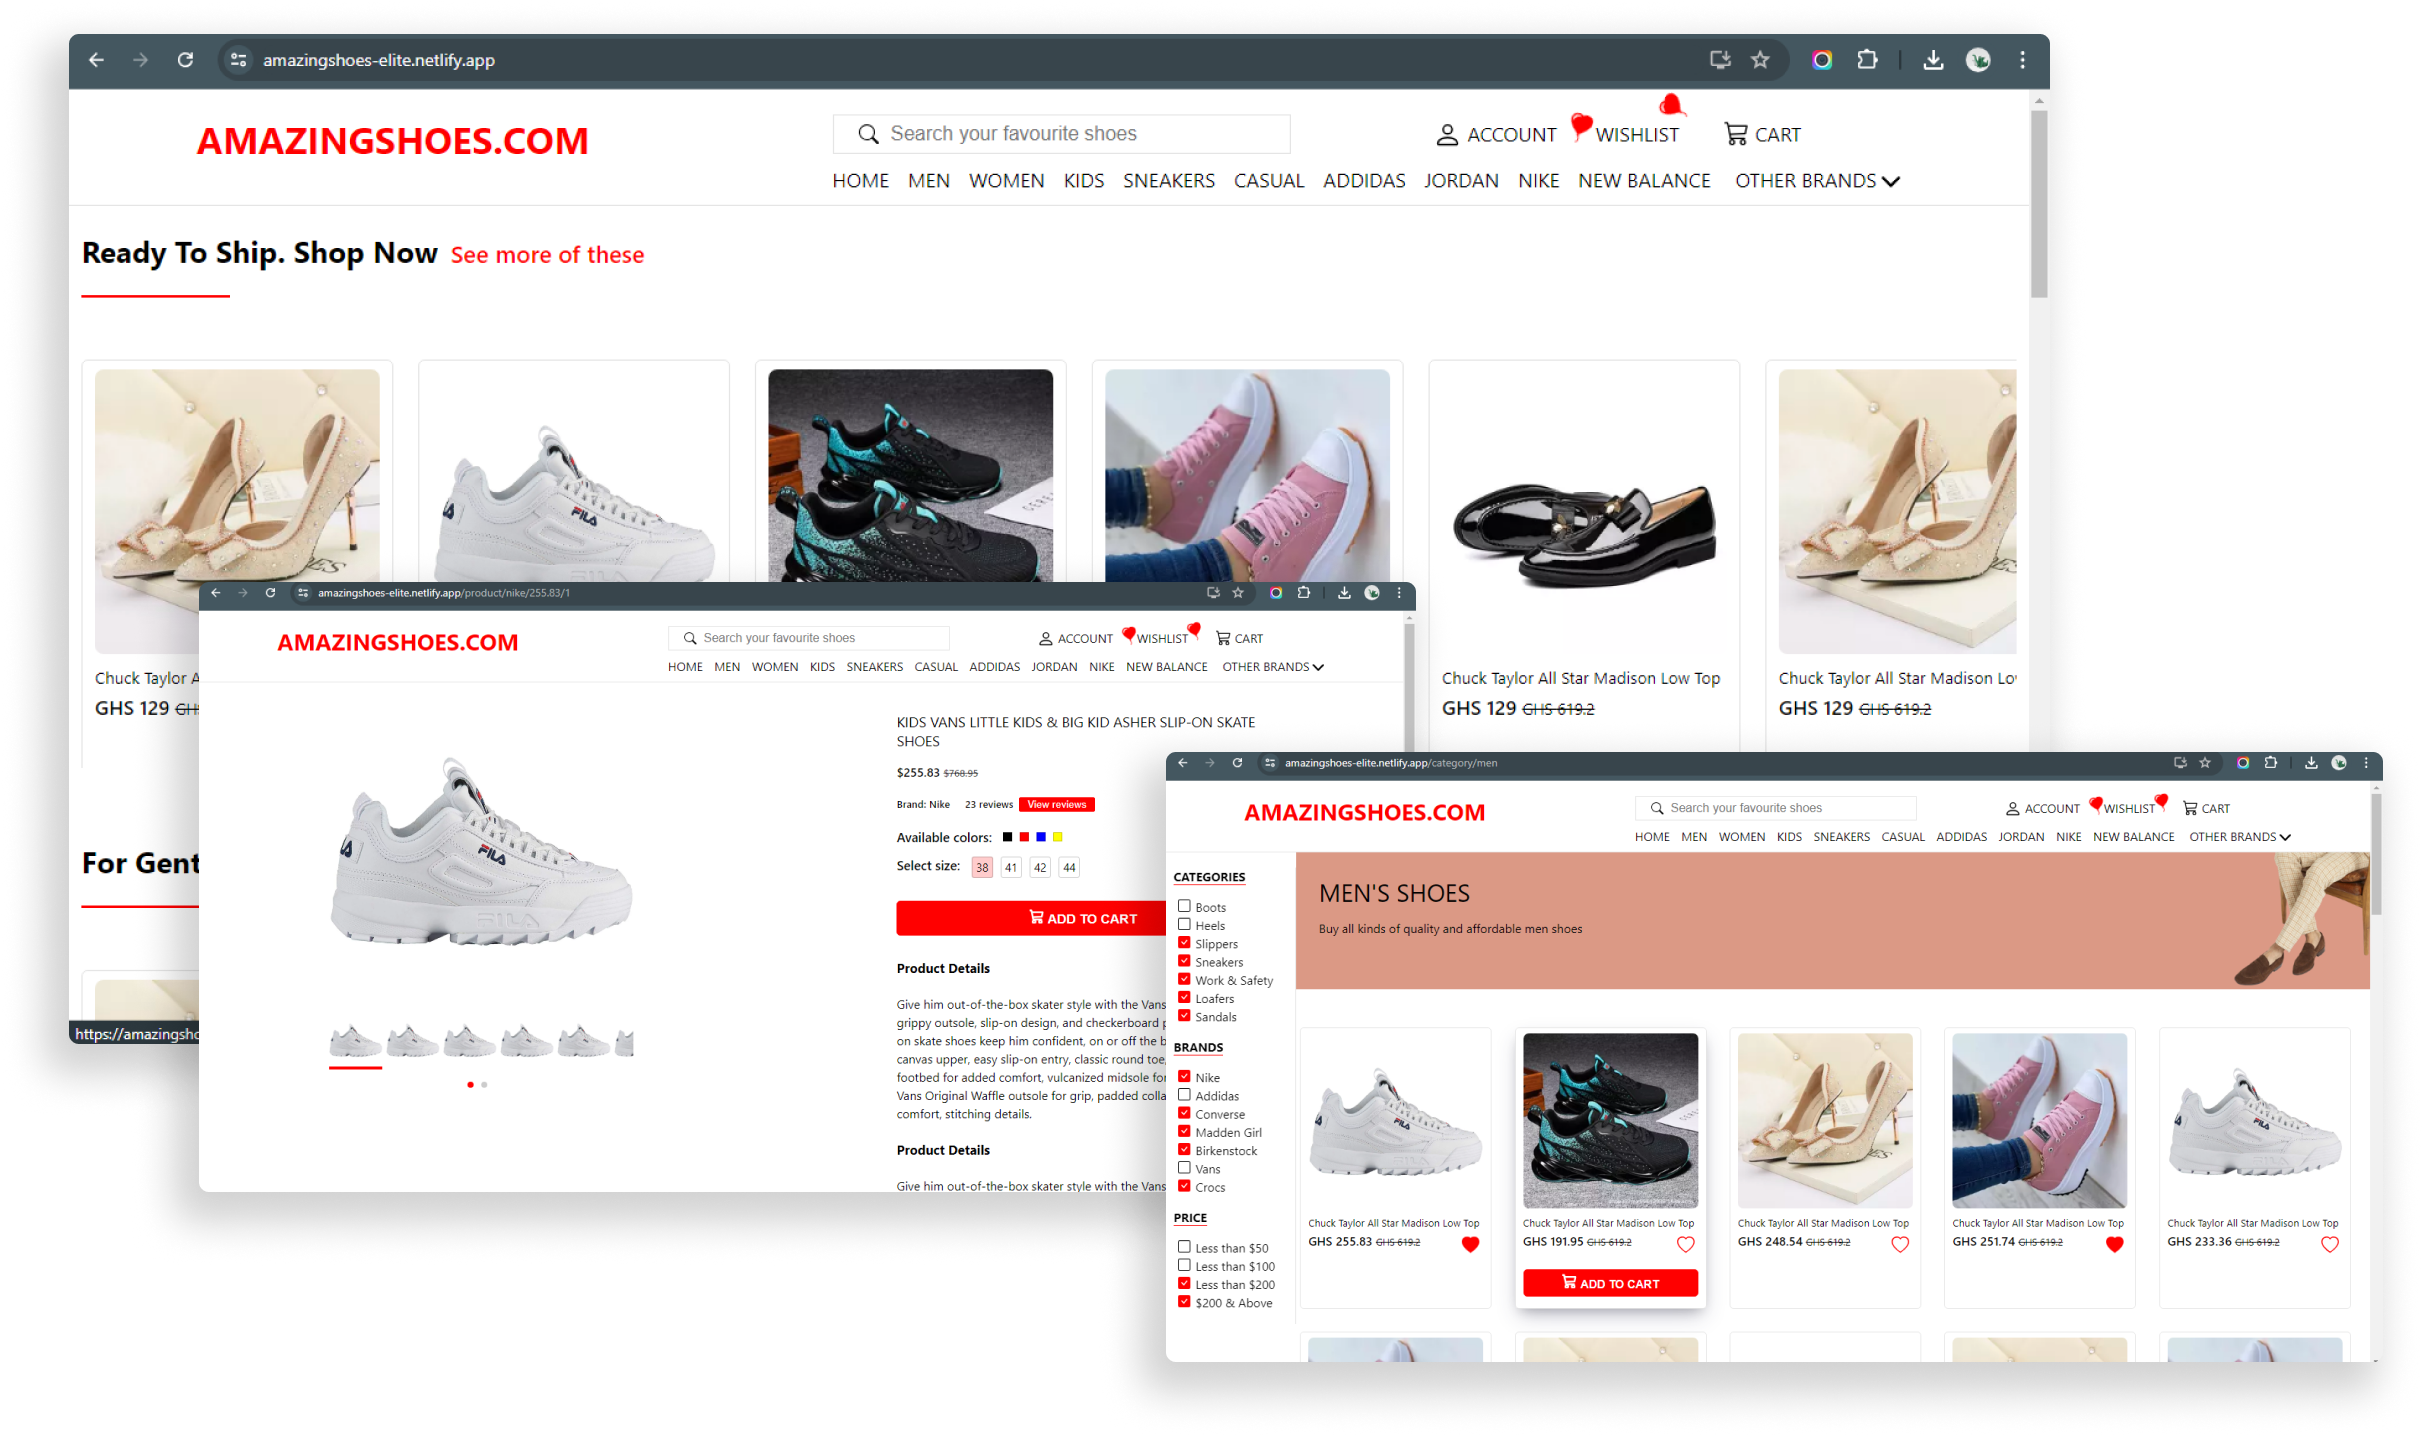 amazingshoes-elite.netlify.app
AMAZINGSHOES.COM
Search your favourite shoes
ACCOUNT WISHLIST CART
HOME MEN WOMEN KIDS SNEAKERS CASUAL ADDIDAS JORDAN NIKE NEW BALANCE OTHER BRANDS
Ready To Ship. Shop Now See more of these
FILA
Chuck Taylor A
GHS 129 GHS
Chuck Taylor All Star Madison Low Top
GHS 129 GHS 619.2
Chuck Taylor All Star Madison Lo
GHS 129 GHS 619.2
For Gent
https://amazingsho
amazingshoes-elite.netlify.app/product/nike/255.83/1
AMAZINGSHOES.COM
Search your favourite shoes
ACCOUNT WISHLIST CART
HOME MEN WOMEN KIDS SNEAKERS CASUAL ADDIDAS JORDAN NIKE NEW BALANCE OTHER BRANDS
FILA
FILA
KIDS VANS LITTLE KIDS & BIG KID ASHER SLIP-ON SKATE
SHOES
$255.83 $768.95
Brand: Nike 23 reviews View reviews
Available colors:
Select size: 38 41 42 44
ADD TO CART
Product Details
Give him out-of-the-box skater style with the Vans
grippy outsole, slip-on design, and checkerboard p
on skate shoes keep him confident, on or off the b
canvas upper, easy slip-on entry, classic round toe,
footbed for added comfort, vulcanized midsole for
Vans Original Waffle outsole for grip, padded colla
comfort, stitching details.
Product Details
Give him out-of-the-box skater style with the Vans
amazingshoes-elite.netlify.app/category/men
AMAZINGSHOES.COM
Search your favourite shoes
ACCOUNT WISHLIST CART
HOME MEN WOMEN KIDS SNEAKERS CASUAL ADDIDAS JORDAN NIKE NEW BALANCE OTHER BRANDS
CATEGORIES
Boots
Heels
Slippers
Sneakers
Work & Safety
Loafers
Sandals
BRANDS
Nike
Addidas
Converse
Madden Girl
Birkenstock
Vans
Crocs
PRICE
Less than $50
Less than $100
Less than $200
$200 & Above
MEN'S SHOES
Buy all kinds of quality and affordable men shoes
FILA
Chuck Taylor All Star Madison Low Top
GHS 255.83 GHS 619.2
Chuck Taylor All Star Madison Low Top
GHS 191.95 GHS 619.2
ADD TO CART
Chuck Taylor All Star Madison Low Top
GHS 248.54 GHS 619.2
Chuck Taylor All Star Madison Low Top
GHS 251.74 GHS 619.2
FILA
Chuck Taylor All Star Madison Low Top
GHS 233.36 GHS 619.2